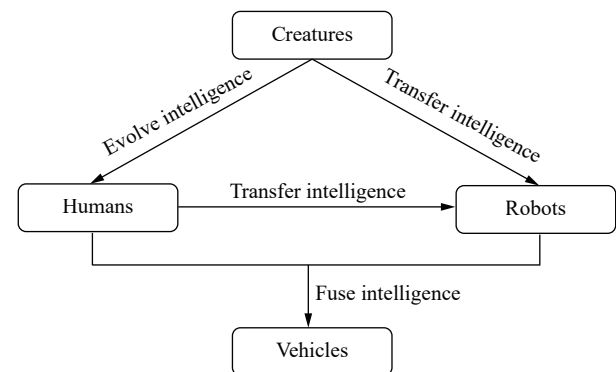 Creatures
Evolve intelligence
Transfer intelligence
Humans
Transfer intelligence
Robots
Fuse intelligence
Vehicles